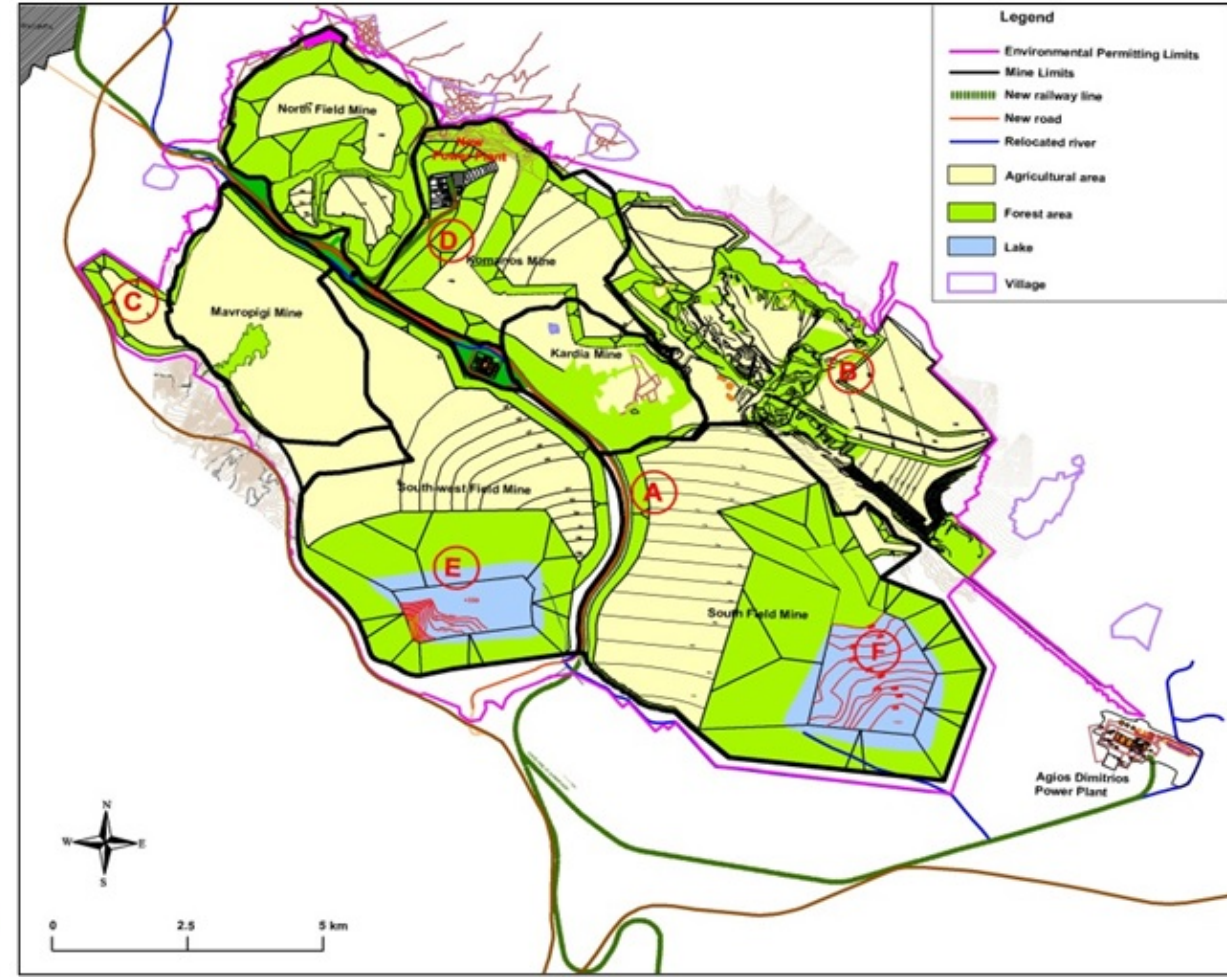 Legend
Environmental Permitting Limits
Mine Limits
New railway line
New road
Relocated river
Agricultural area
Forest area
Lake
Village
North Field Mine
New
Power Plant
D
Komanos Mine
C
Mavropigi Mine
Kardia Mine
B
A
South-west Field Mine
E
South Field Mine
F
Agios Dimitrios
Power Plant
N
W E
S
0 2.5 5 km